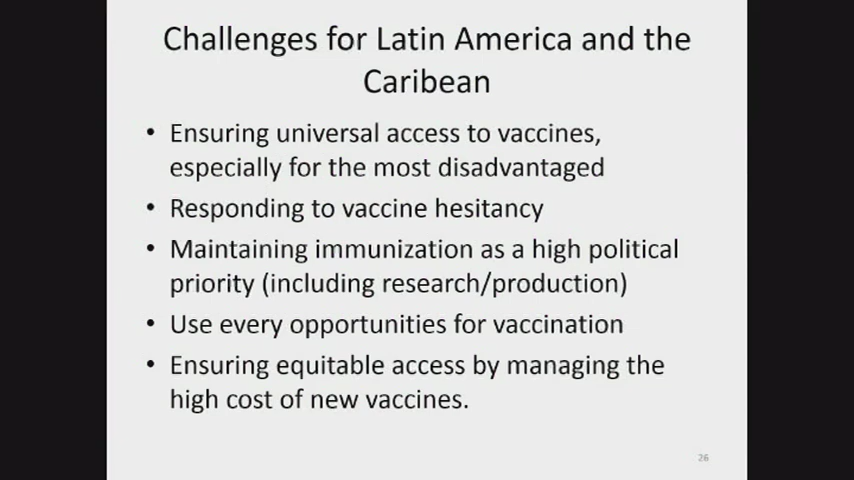 Challenges for Latin America and the
Caribean
• Ensuring universal access to vaccines,
especially for the most disadvantaged
• Responding to vaccine hesitancy
• Maintaining immunization as a high political
priority (including research/production)
• Use every opportunities for vaccination
• Ensuring equitable access by managing the
high cost of new vaccines.
26